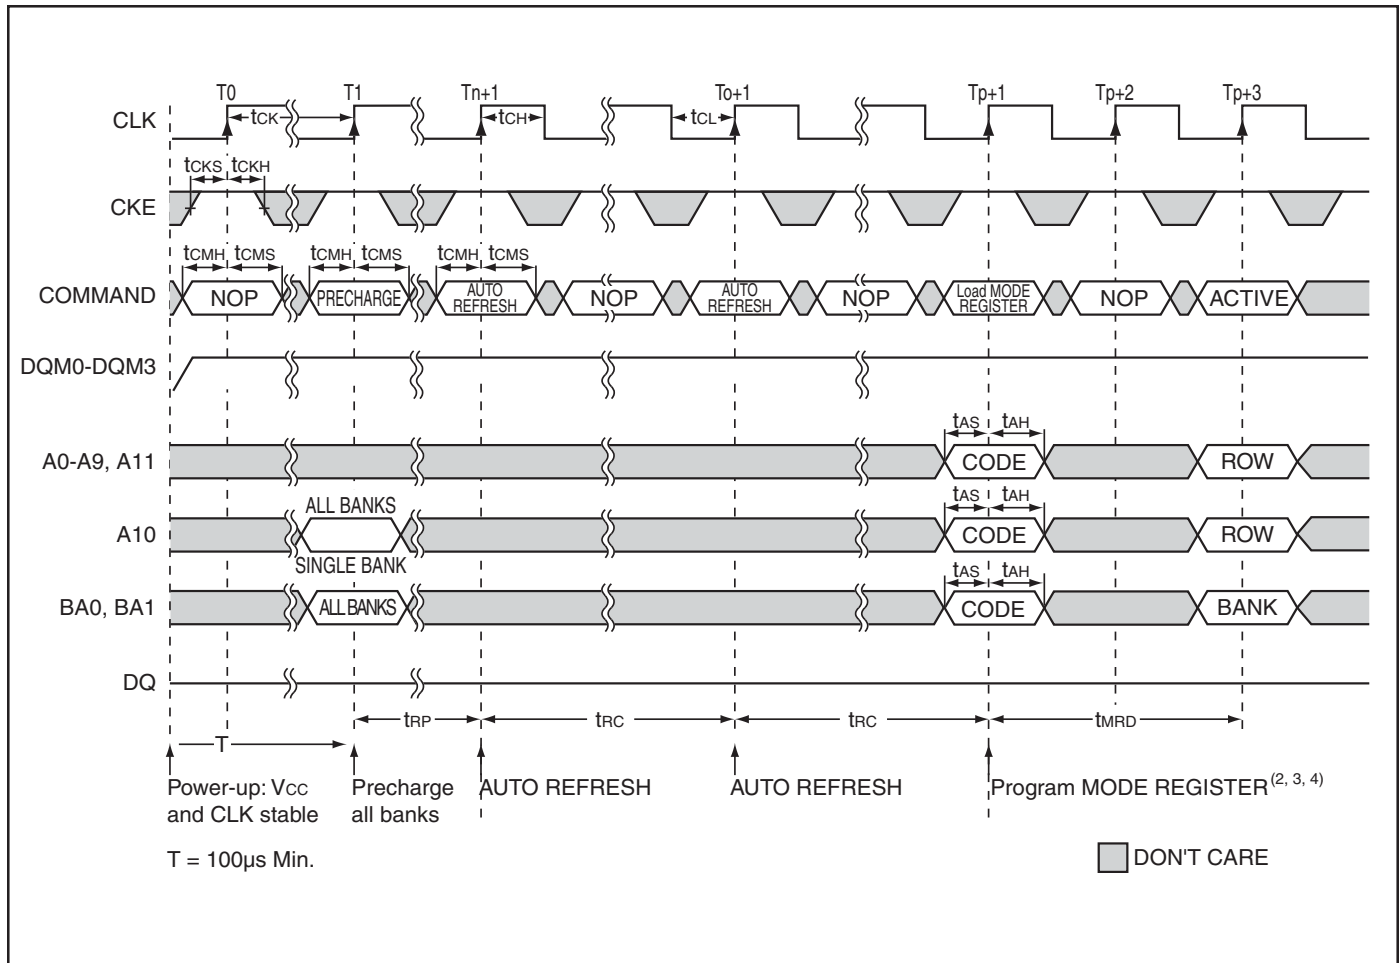 T0 T1 Tn+1 To+1 Tp+1 Tp+2 Tp+3
CLK tCK tCH tCL
tCKS tCKH
CKE
tCMH tCMS tCMH tCMS tCMH tCMS
COMMAND NOP PRECHARGE AUTO REFRESH NOP AUTO REFRESH NOP Load MODE REGISTER NOP ACTIVE
DQM0-DQM3
tAS tAH
A0-A9, A11 CODE ROW
ALL BANKS tAS tAH
A10 CODE ROW
SINGLE BANK tAS tAH
BA0, BA1 ALL BANKS CODE BANK
DQ
tRP tRC tRC tMRD
T
Power-up: VCC Precharge AUTO REFRESH AUTO REFRESH Program MODE REGISTER(2, 3, 4)
and CLK stable all banks
T = 100µs Min. DON'T CARE